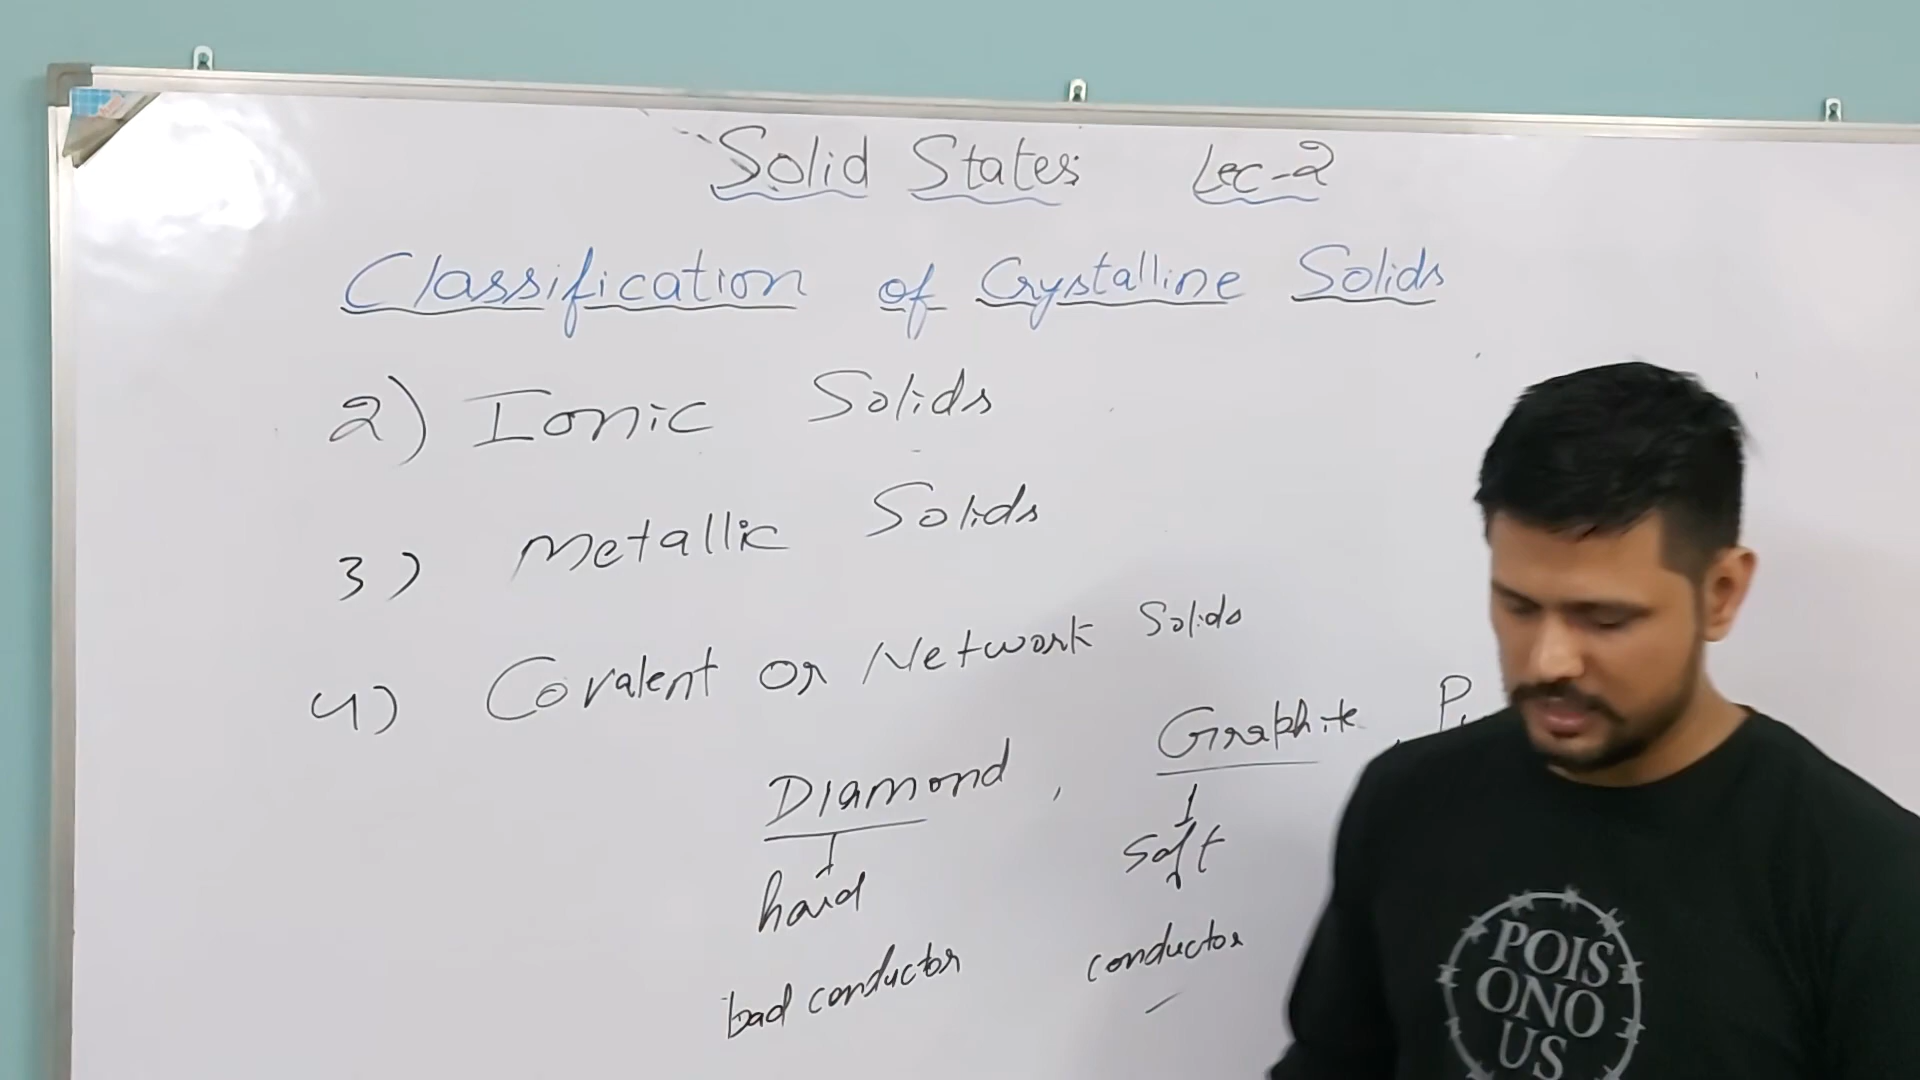 Solid States Lec-2
Classification of Crystalline Solids
2) Ionic Solids
3) Metallic Solids
4) Covalent or Network Solids
Diamond, Graphite,
hard soft
bad conductor conductor
POIS
ONO
US